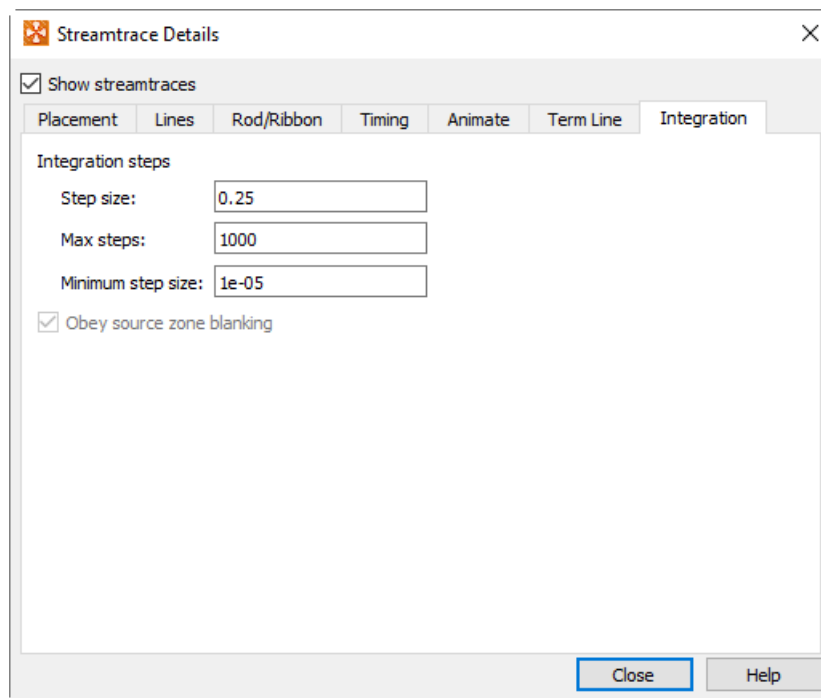 Streamtrace Details
Show streamtraces
Placement Lines Rod/Ribbon Timing Animate Term Line Integration
Integration steps
Step size: 0.25
Max steps: 1000
Minimum step size: 1e-05
Obey source zone blanking
Close Help